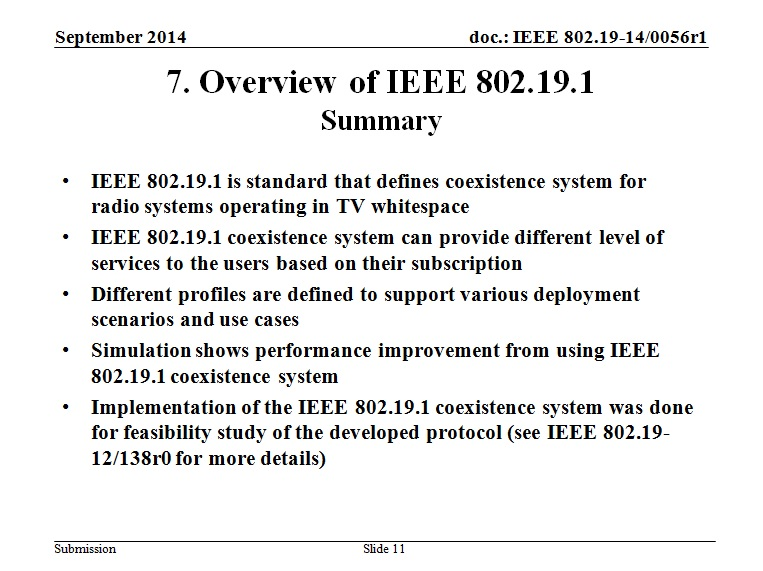 September 2014 doc.: IEEE 802.19-14/0056r1
7. Overview of IEEE 802.19.1
Summary
• IEEE 802.19.1 is standard that defines coexistence system for
radio systems operating in TV whitespace
• IEEE 802.19.1 coexistence system can provide different level of
services to the users based on their subscription
• Different profiles are defined to support various deployment
scenarios and use cases
• Simulation shows performance improvement from using IEEE
802.19.1 coexistence system
• Implementation of the IEEE 802.19.1 coexistence system was done
for feasibility study of the developed protocol (see IEEE 802.19-
12/138r0 for more details)
Submission Slide 11